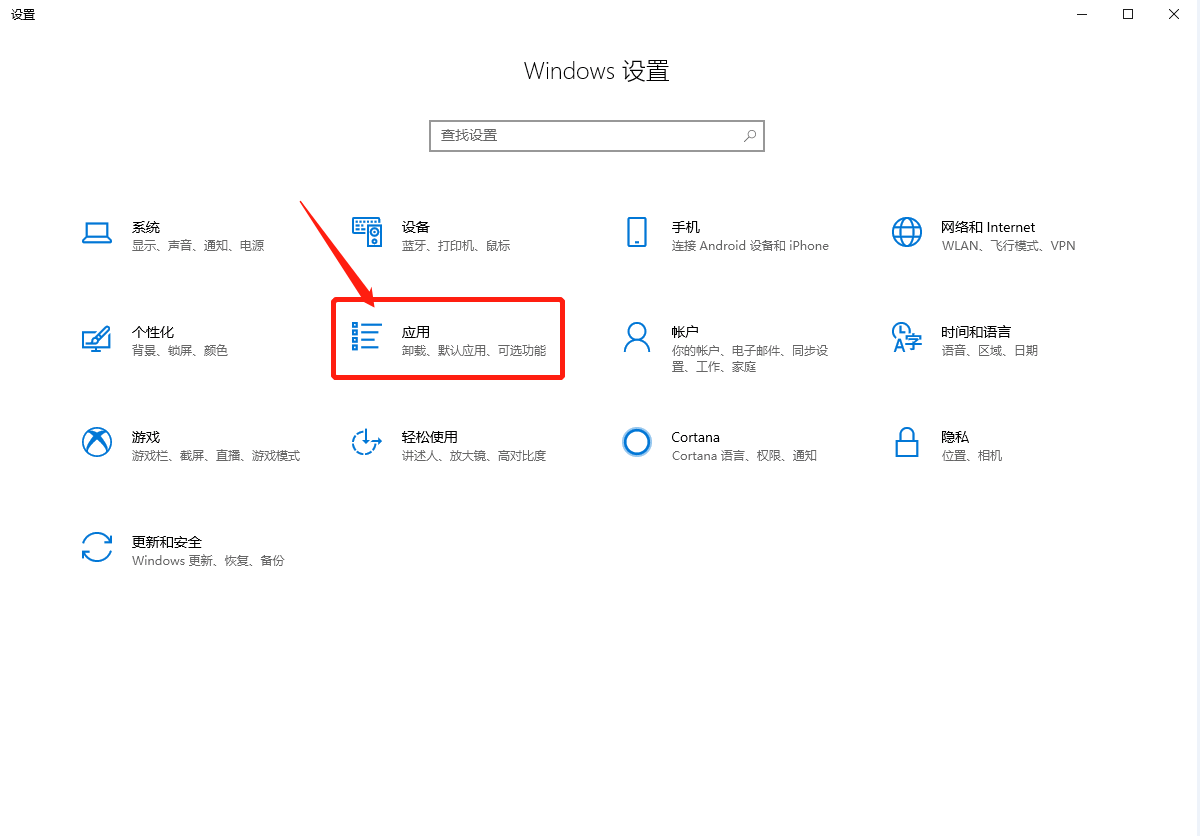 设置
Windows 设置
查找设置
系统
显示、声音、通知、电源
设备
蓝牙、打印机、鼠标
手机
连接 Android 设备和 iPhone
网络和 Internet
WLAN、飞行模式、VPN
个性化
背景、锁屏、颜色
应用
卸载、默认应用、可选功能
帐户
你的帐户、电子邮件、同步设
置、工作、家庭
时间和语言
语音、区域、日期
游戏
游戏栏、截屏、直播、游戏模式
轻松使用
讲述人、放大镜、高对比度
Cortana
Cortana 语言、权限、通知
隐私
位置、相机
更新和安全
Windows 更新、恢复、备份